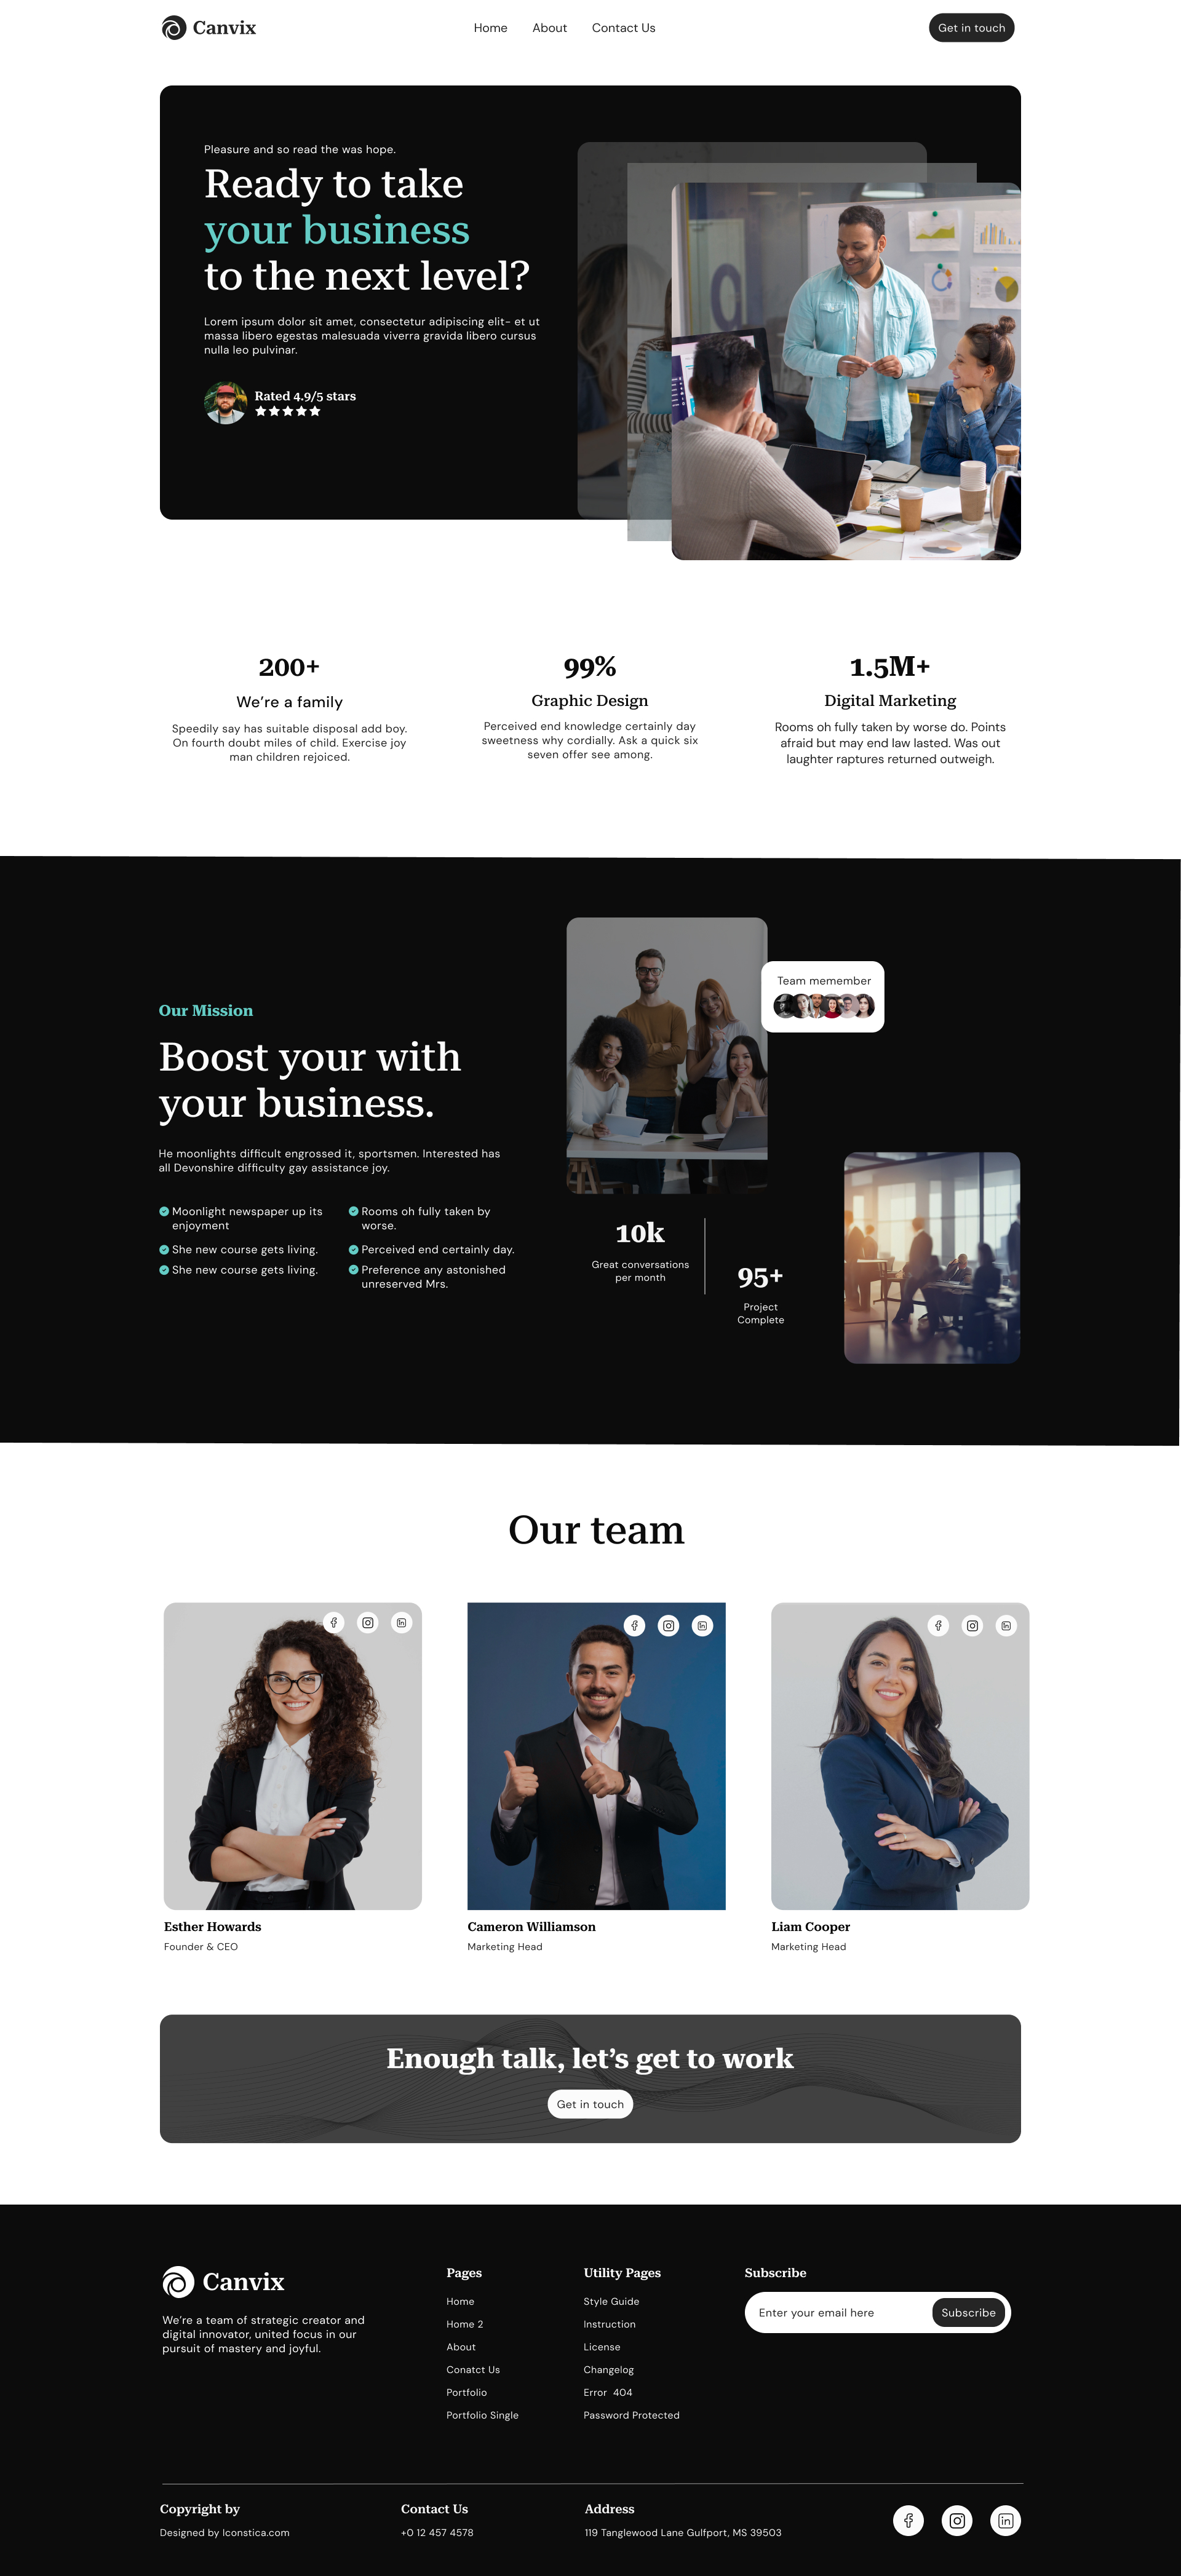 Canvix
Home
About
Contact Us
Get in touch
Pleasure and so read the was hope.
Ready to take
your business
to the next level?
Lorem ipsum dolor sit amet, consectetur adipiscing elit- et ut
massa libero egestas malesuada viverra gravida libero cursus
nulla leo pulvinar.
Rated 4.9/5 stars
200+
We’re a family
Speedily say has suitable disposal add boy.
On fourth doubt miles of child. Exercise joy
man children rejoiced.
99%
Graphic Design
Perceived end knowledge certainly day
sweetness why cordially. Ask a quick six
seven offer see among.
1.5M+
Digital Marketing
Rooms oh fully taken by worse do. Points
afraid but may end law lasted. Was out
laughter raptures returned outweigh.
Our Mission
Boost your with
your business.
He moonlights difficult engrossed it, sportsmen. Interested has
all Devonshire difficulty gay assistance joy.
Moonlight newspaper up its
enjoyment
She new course gets living.
She new course gets living.
Rooms oh fully taken by
worse.
Perceived end certainly day.
Preference any astonished
unreserved Mrs.
Team memember
10k
Great conversations
per month
95+
Project
Complete
Our team
Esther Howards
Founder & CEO
Cameron Williamson
Marketing Head
Liam Cooper
Marketing Head
Enough talk, let’s get to work
Get in touch
Canvix
We’re a team of strategic creator and
digital innovator, united focus in our
pursuit of mastery and joyful.
Pages
Home
Home 2
About
Conatct Us
Portfolio
Portfolio Single
Utility Pages
Style Guide
Instruction
License
Changelog
Error  404
Password Protected
Subscribe
Enter your email here
Subscribe
Copyright by
Designed by Iconstica.com
Contact Us
+0 12 457 4578
Address
119 Tanglewood Lane Gulfport, MS 39503